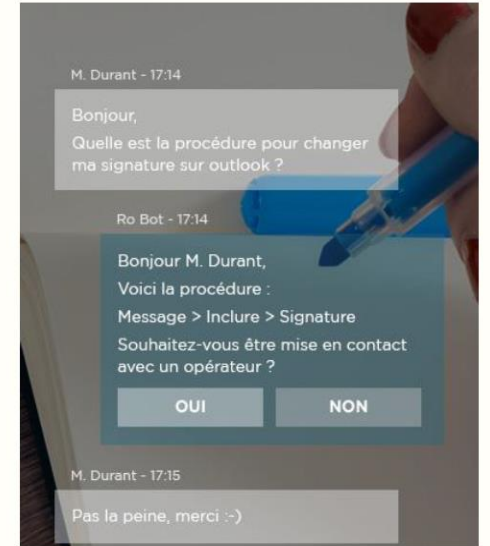 M. Durant - 17:14
Bonjour,
Quelle est la procédure pour changer
ma signature sur outlook ?
Ro Bot - 17:14
Bonjour M. Durant,
Voici la procédure :
Message > Inclure > Signature
Souhaitez-vous être mise en contact
avec un opérateur ?
OUI NON
M. Durant - 17:15
Pas la peine, merci :-)